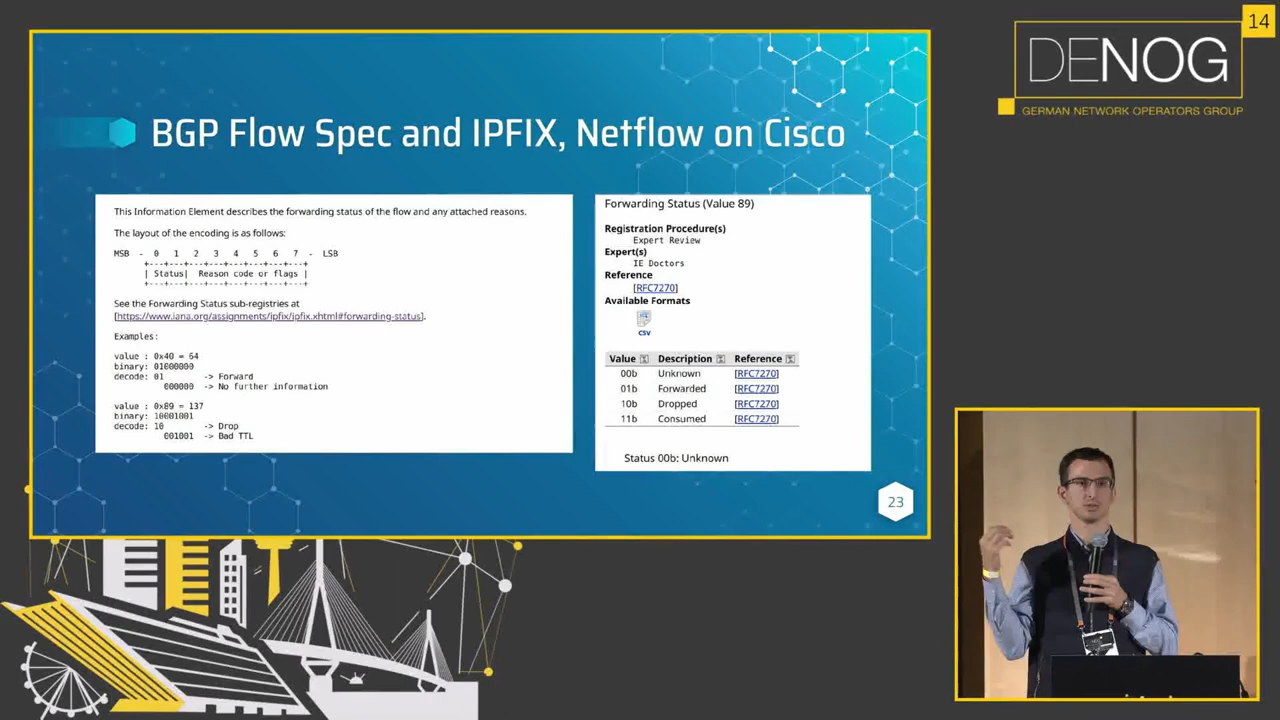 14
DENOG
GERMAN NETWORK OPERATORS GROUP
BGP Flow Spec and IPFIX, Netflow on Cisco
This Information Element describes the forwarding status of the flow and any attached reasons.
The layout of the encoding is as follows:
MSB - 0 1 2 3 4 5 6 7 - LSB
+---+---+---+---+---+---+---+---+
| Status| Reason code or flags |
+---+---+---+---+---+---+---+---+
See the Forwarding Status sub-registries at
[https://www.iana.org/assignments/ipfix/ipfix.xhtml#forwarding-status].
Examples:
value : 0x40 = 64
binary: 01000000
decode: 01 -> Forward
000000 -> No further information
value : 0x89 = 137
binary: 10001001
decode: 10 -> Drop
001001 -> Bad TTL
Forwarding Status (Value 89)
Registration Procedure(s)
Expert Review
Expert(s)
IE Doctors
Reference
[RFC7270]
Available Formats
CSV
Value Description Reference
00b Unknown [RFC7270]
01b Forwarded [RFC7270]
10b Dropped [RFC7270]
11b Consumed [RFC7270]
Status 00b: Unknown
23